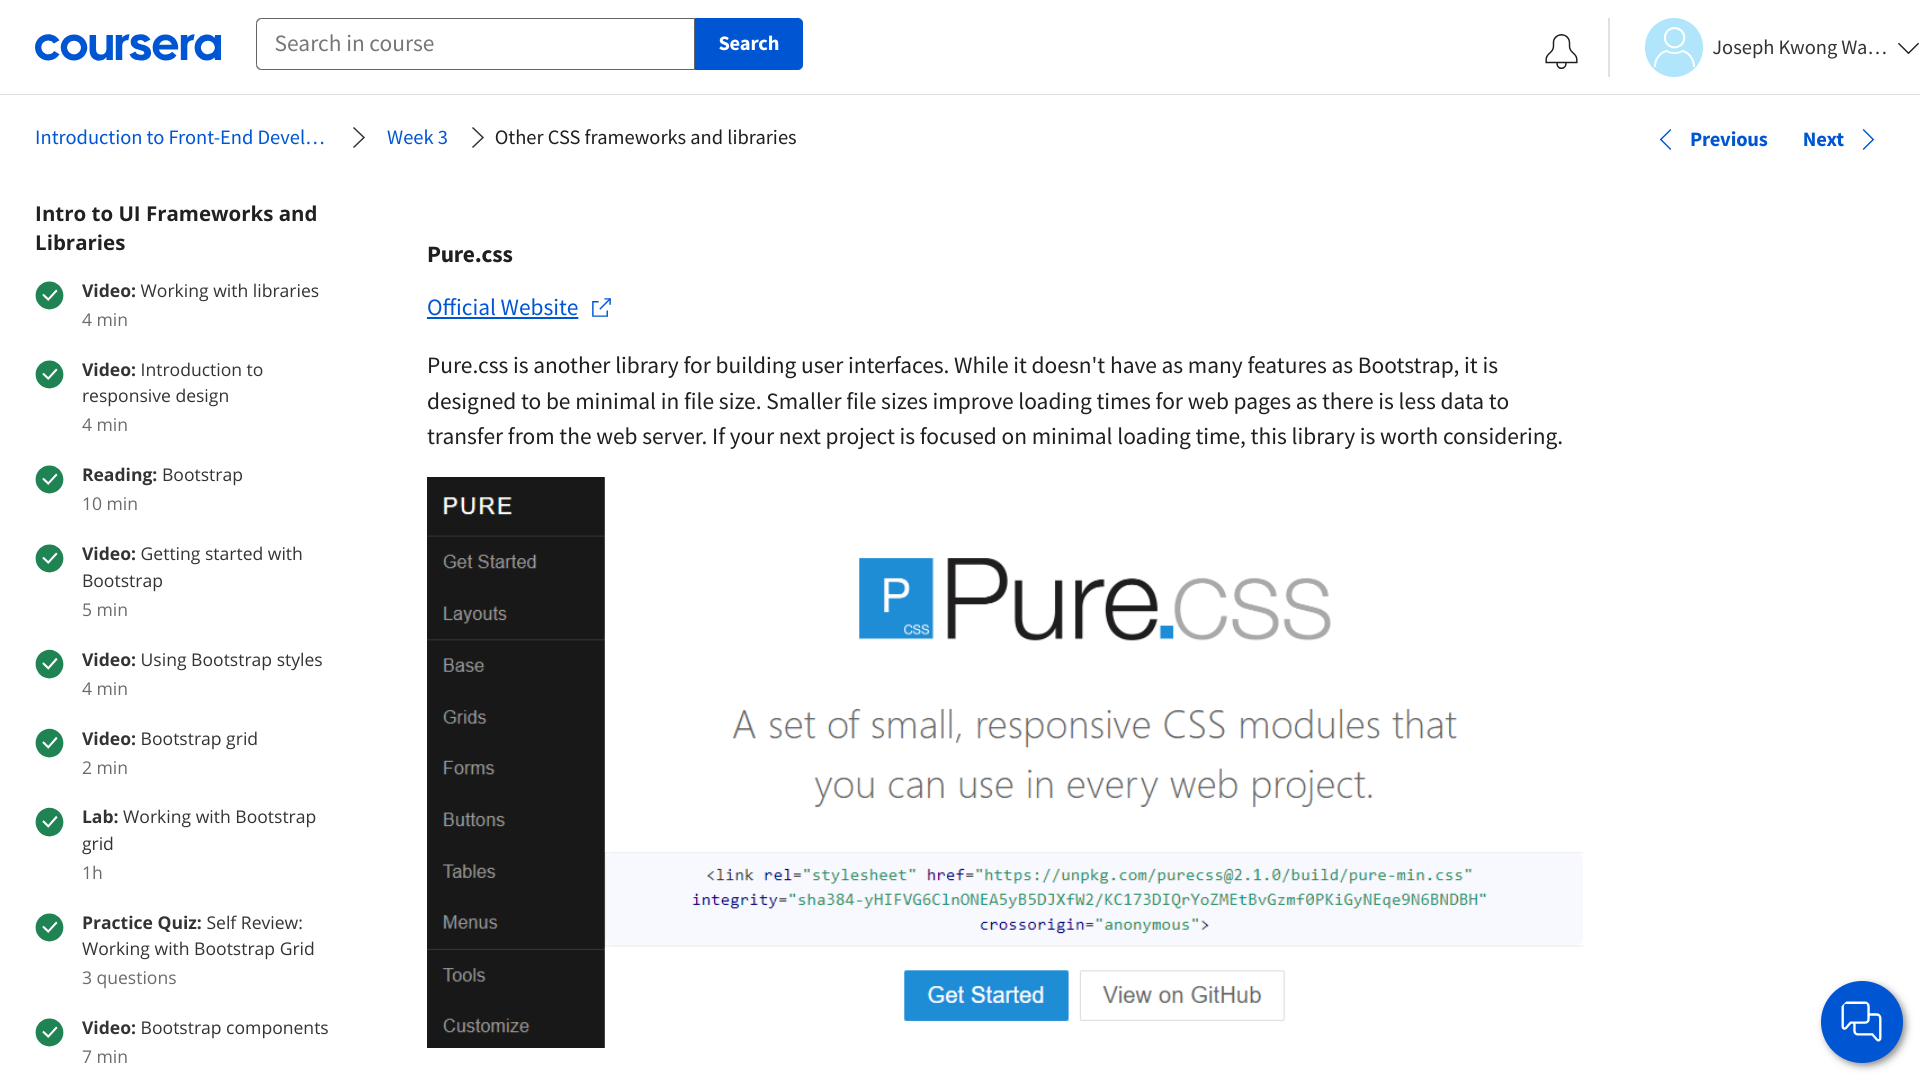 coursera
Search in course
Search
Joseph Kwong Wa...
Introduction to Front-End Devel...
Week 3
Other CSS frameworks and libraries
Previous
Next
Intro to UI Frameworks and
Libraries
Video: Working with libraries
4 min
Video: Introduction to
responsive design
4 min
Reading: Bootstrap
10 min
Video: Getting started with
Bootstrap
5 min
Video: Using Bootstrap styles
4 min
Video: Bootstrap grid
2 min
Lab: Working with Bootstrap
grid
1h
Practice Quiz: Self Review:
Working with Bootstrap Grid
3 questions
Video: Bootstrap components
7 min
Pure.css
Official Website
Pure.css is another library for building user interfaces. While it doesn't have as many features as Bootstrap, it is
designed to be minimal in file size. Smaller file sizes improve loading times for web pages as there is less data to
transfer from the web server. If your next project is focused on minimal loading time, this library is worth considering.
PURE
Get Started
Layouts
Base
Grids
Forms
Buttons
Tables
Menus
Tools
Customize
P
CSS
Pure.css
A set of small, responsive CSS modules that
you can use in every web project.
<link rel="stylesheet" href="https://unpkg.com/purecss@2.1.0/build/pure-min.css"
integrity="sha384-yHIFVG6ClnONEA5yB5DJXfW2/KC173DIQrYoZMEtBvGzmf0PKiGyNEqe9N6BNDBH"
crossorigin="anonymous">
Get Started
View on GitHub